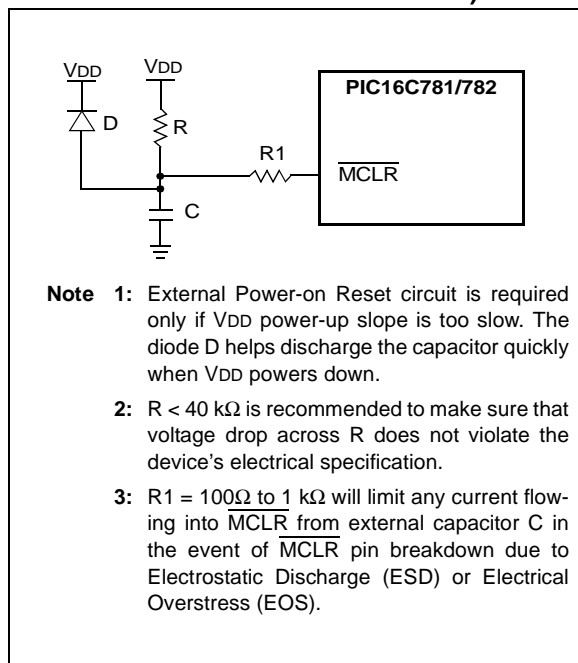 VDD VDD
D
R
R1
C
PIC16C781/782
MCLR
Note 1: External Power-on Reset circuit is required
only if VDD power-up slope is too slow. The
diode D helps discharge the capacitor quickly
when VDD powers down.
2: R < 40 kΩ is recommended to make sure that
voltage drop across R does not violate the
device's electrical specification.
3: R1 = 100Ω to 1 kΩ will limit any current flow-
ing into MCLR from external capacitor C in
the event of MCLR pin breakdown due to
Electrostatic Discharge (ESD) or Electrical
Overstress (EOS).